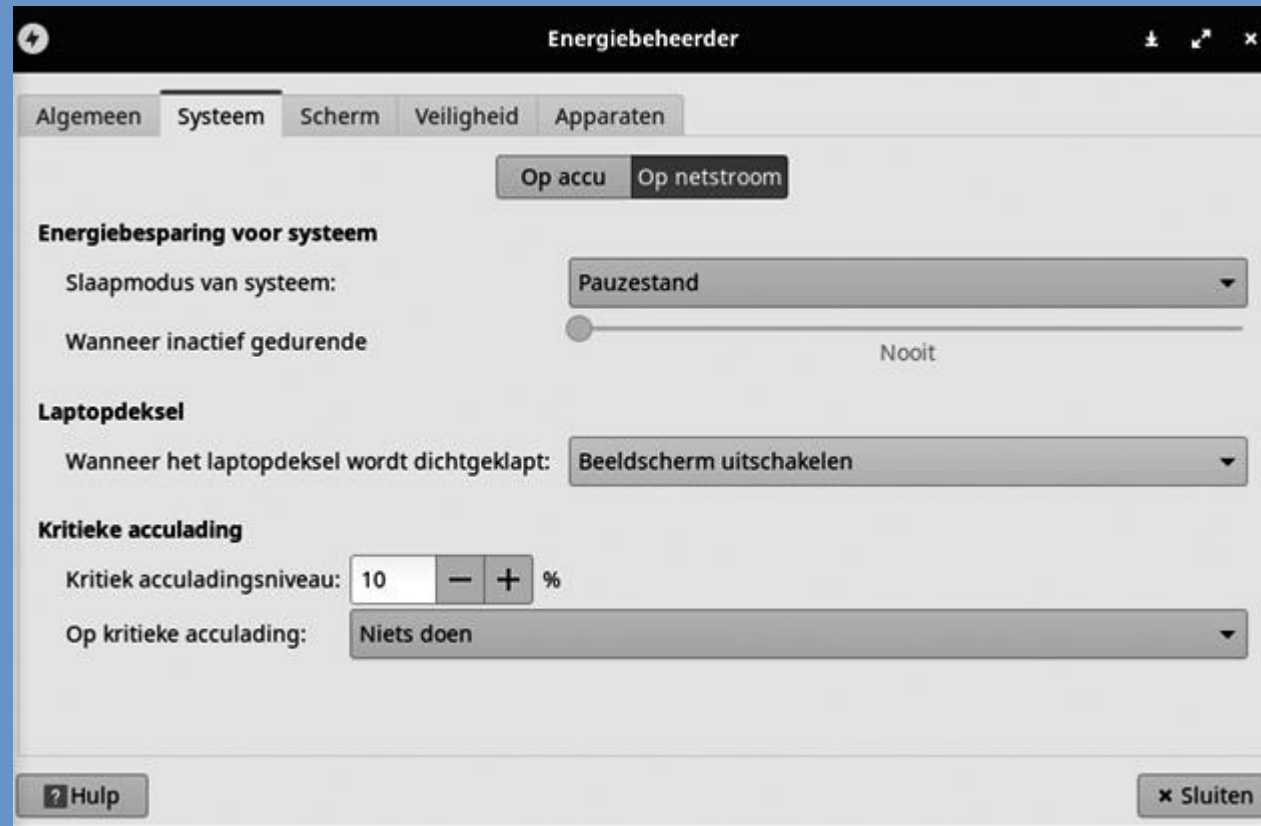 Energiebeheerder
Algemeen Systeem Scherm Veiligheid Apparaten
Op accu Op netstroom
Energiebesparing voor systeem
Slaapmodus van systeem: Pauzestand
Wanneer inactief gedurende
Nooit
Laptopdeksel
Wanneer het laptopdeksel wordt dichtgeklapt: Beeldscherm uitschakelen
Kritieke acculading
Kritiek acculadingsniveau: 10 − + %
Op kritieke acculading: Niets doen
? Hulp × Sluiten